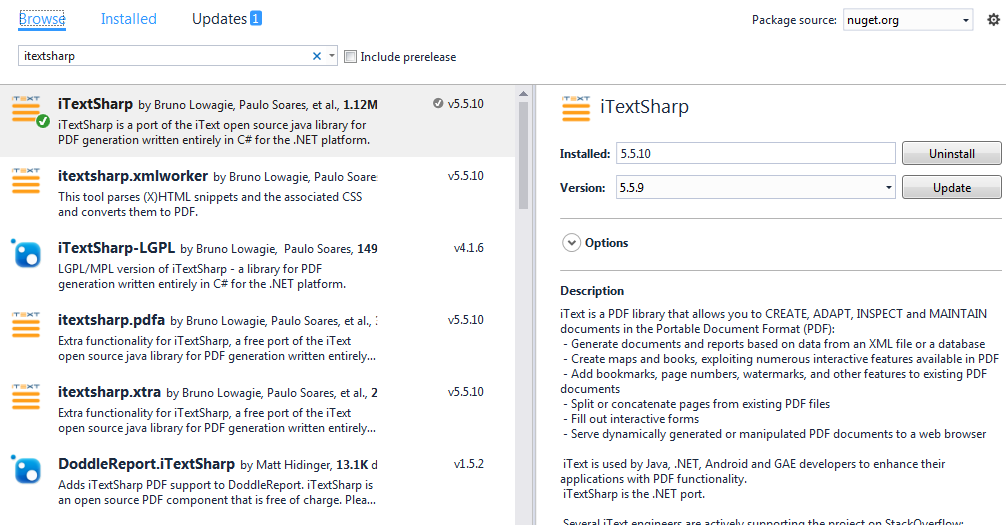 Browse Installed Updates 1
Package source: nuget.org
itextsharp
Include prerelease
iTEXT
iTextSharp by Bruno Lowagie, Paulo Soares, et al., 1.12M v5.5.10
iTextSharp is a port of the iText open source java library for
PDF generation written entirely in C# for the .NET platform.
iTEXT
itextsharp.xmlworker by Bruno Lowagie, Paulo Soare v5.5.10
This tool parses (X)HTML snippets and the associated CSS
and converts them to PDF.
iTextSharp-LGPL by Bruno Lowagie, Paulo Soares, 149 v4.1.6
LGPL/MPL version of iTextSharp - a library for PDF
generation written entirely in C# for the .NET platform.
iTEXT
itextsharp.pdfa by Bruno Lowagie, Paulo Soares, et al., v5.5.10
Extra functionality for iTextSharp, a free port of the iText
open source java library for PDF generation written entirely...
iTEXT
itextsharp.xtra by Bruno Lowagie, Paulo Soares, et al., 2 v5.5.10
Extra functionality for iTextSharp, a free port of the iText
open source java library for PDF generation written entirely...
DoddleReport.iTextSharp by Matt Hidinger, 13.1K d v1.5.2
Adds iTextSharp PDF support to DoddleReport. iTextSharp is
an open source PDF component that is free of charge. Plea...
iTEXT
iTextSharp
Installed: 5.5.10 Uninstall
Version: 5.5.9 Update
Options
Description
iText is a PDF library that allows you to CREATE, ADAPT, INSPECT and MAINTAIN
documents in the Portable Document Format (PDF):
- Generate documents and reports based on data from an XML file or a database
- Create maps and books, exploiting numerous interactive features available in PDF
- Add bookmarks, page numbers, watermarks, and other features to existing PDF
documents
- Split or concatenate pages from existing PDF files
- Fill out interactive forms
- Serve dynamically generated or manipulated PDF documents to a web browser
iText is used by Java, .NET, Android and GAE developers to enhance their
applications with PDF functionality.
iTextSharp is the .NET port.
Several iText engineers are actively supporting the project on StackOverflow: